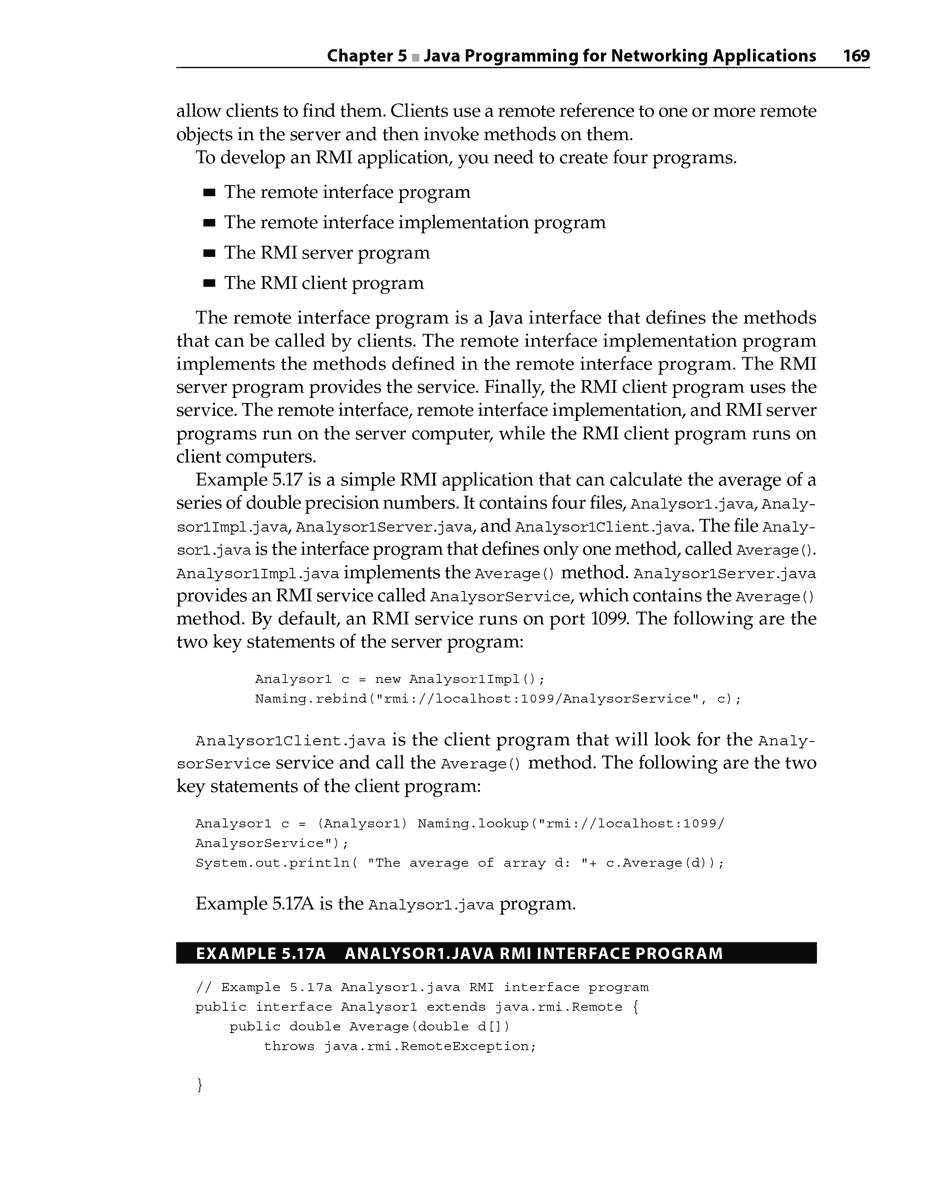 Chapter 5 ■ Java Programming for Networking Applications 169
allow clients to find them. Clients use a remote reference to one or more remote
objects in the server and then invoke methods on them.
To develop an RMI application, you need to create four programs.
■ The remote interface program
■ The remote interface implementation program
■ The RMI server program
■ The RMI client program
The remote interface program is a Java interface that defines the methods
that can be called by clients. The remote interface implementation program
implements the methods defined in the remote interface program. The RMI
server program provides the service. Finally, the RMI client program uses the
service. The remote interface, remote interface implementation, and RMI server
programs run on the server computer, while the RMI client program runs on
client computers.
Example 5.17 is a simple RMI application that can calculate the average of a
series of double precision numbers. It contains four files, Analysor1.java, Analy-
sor1Impl.java, Analysor1Server.java, and Analysor1Client.java. The file Analy-
sor1.java is the interface program that defines only one method, called Average().
Analysor1Impl.java implements the Average() method. Analysor1Server.java
provides an RMI service called AnalysorService, which contains the Average()
method. By default, an RMI service runs on port 1099. The following are the
two key statements of the server program:
Analysor1 c = new Analysor1Impl();
Naming.rebind("rmi://localhost:1099/AnalysorService", c);
Analysor1Client.java is the client program that will look for the Analy-
sorService service and call the Average() method. The following are the two
key statements of the client program:
Analysor1 c = (Analysor1) Naming.lookup("rmi://localhost:1099/
AnalysorService");
System.out.println( "The average of array d: "+ c.Average(d));
Example 5.17A is the Analysor1.java program.
EXAMPLE 5.17A ANALYSOR1.JAVA RMI INTERFACE PROGRAM
// Example 5.17a Analysor1.java RMI interface program
public interface Analysor1 extends java.rmi.Remote {
public double Average(double d[])
throws java.rmi.RemoteException;
}